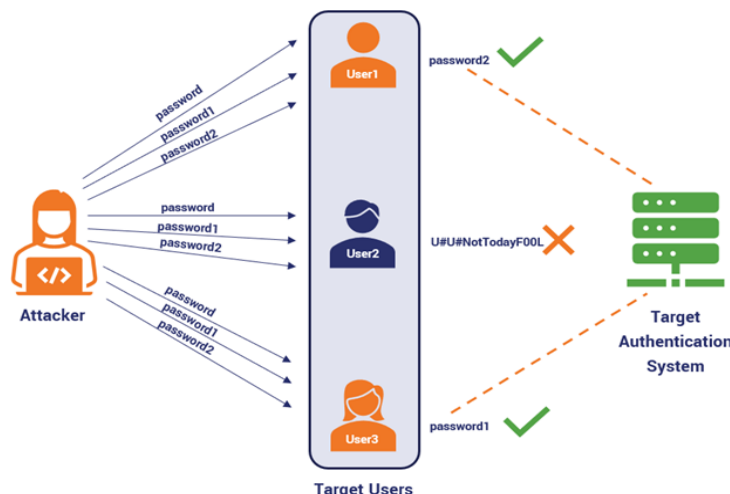 User1
password2
password
password1
password2
password
password1
password2
User2
U#U#NotTodayF00L
</>
Attacker
password
password1
password2
Target
Authentication
System
User3
password1
Target Users